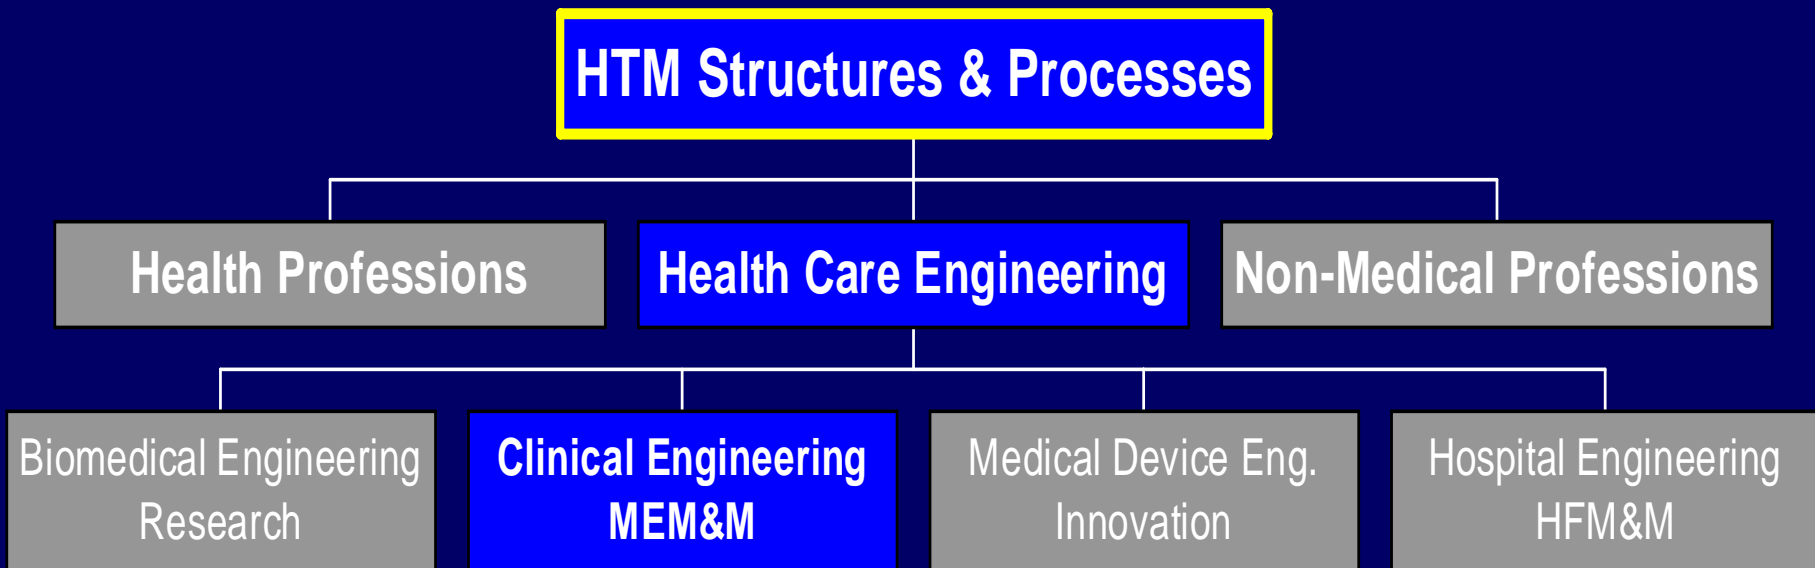 HTM Structures & Processes
Health Professions
Health Care Engineering
Non-Medical Professions
Biomedical Engineering
Research
Clinical Engineering
MEM&M
Medical Device Eng.
Innovation
Hospital Engineering
HFM&M